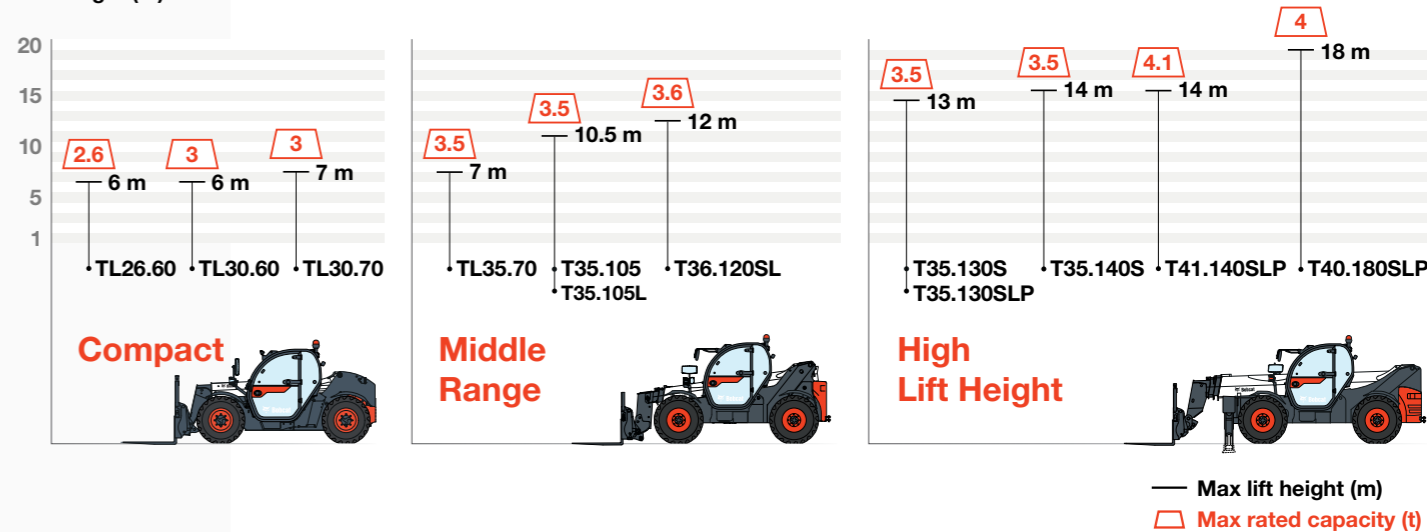 20
15
10
5
1
2.6
6 m
3
6 m
3
7 m
TL26.60
TL30.60
TL30.70
Compact
3.5
7 m
3.5
10.5 m
3.6
12 m
TL35.70
T35.105
T35.105L
T36.120SL
Middle
Range
3.5
13 m
3.5
14 m
4.1
14 m
4
18 m
T35.130S
T35.130SLP
T35.140S
T41.140SLP
T40.180SLP
High
Lift Height
Max lift height (m)
Max rated capacity (t)